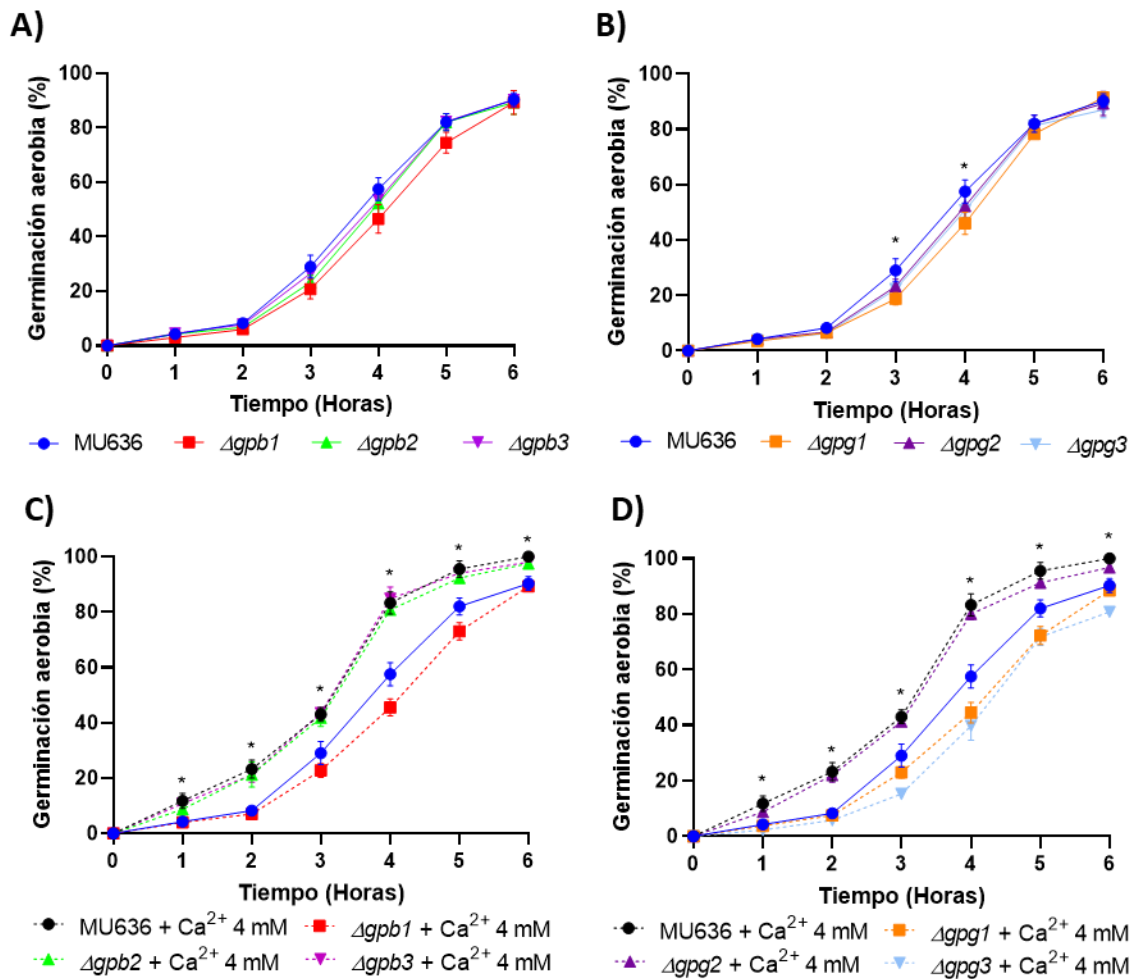 A)
Germinación aerobia (%)
100
80
60
40
20
0
0 1 2 3 4 5 6
Tiempo (Horas)
MU636 Δgpb1 Δgpb2 Δgpb3
B)
Germinación aerobia (%)
100
80
60
40
20
0
* *
0 1 2 3 4 5 6
Tiempo (Horas)
MU636 Δgpg1 Δgpg2 Δgpg3
C)
Germinación aerobia (%)
100
80
60
40
20
0
* * * * * *
0 1 2 3 4 5 6
Tiempo (Horas)
MU636 + Ca²⁺ 4 mM Δgpb1 + Ca²⁺ 4 mM
Δgpb2 + Ca²⁺ 4 mM Δgpb3 + Ca²⁺ 4 mM
D)
Germinación aerobia (%)
100
80
60
40
20
0
* * * * * *
0 1 2 3 4 5 6
Tiempo (Horas)
MU636 + Ca²⁺ 4 mM Δgpg1 + Ca²⁺ 4 mM
Δgpg2 + Ca²⁺ 4 mM Δgpg3 + Ca²⁺ 4 mM